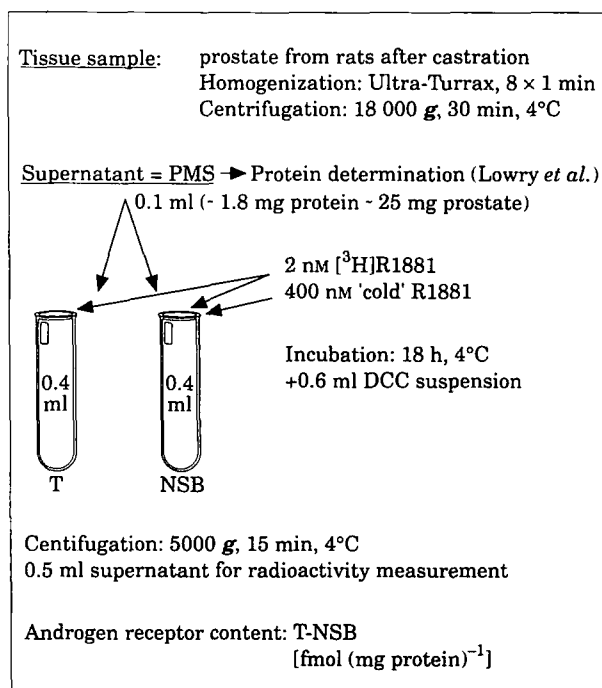 Tissue sample: prostate from rats after castration
Homogenization: Ultra-Turrax, 8 × 1 min
Centrifugation: 18 000 g, 30 min, 4°C
Supernatant = PMS → Protein determination (Lowry et al.)
0.1 ml (~ 1.8 mg protein ~ 25 mg prostate)
2 nM [³H]R1881
400 nM 'cold' R1881
Incubation: 18 h, 4°C
+0.6 ml DCC suspension
0.4 ml
0.4 ml
T
NSB
Centifugation: 5000 g, 15 min, 4°C
0.5 ml supernatant for radioactivity measurement
Androgen receptor content: T-NSB
[fmol (mg protein)⁻¹]